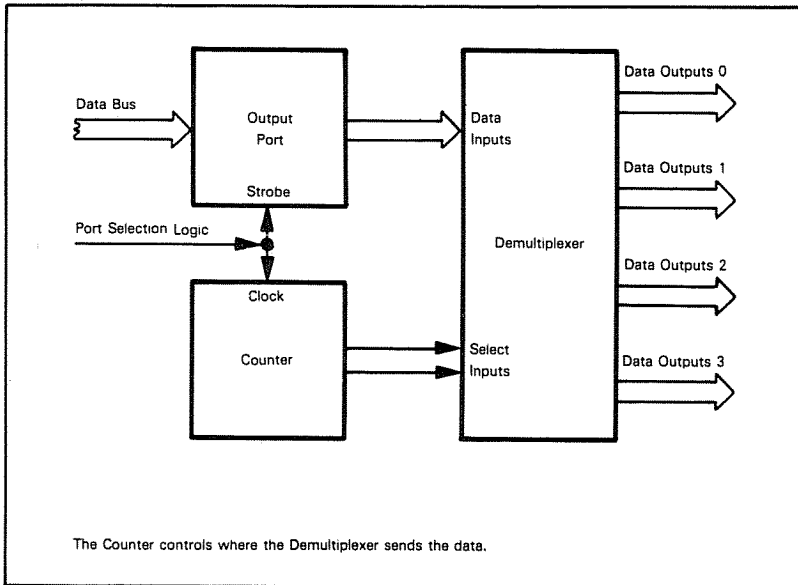 Data Bus
Output
Port
Strobe
Port Selection Logic
Clock
Counter
Data
Inputs
Demultiplexer
Select
Inputs
Data Outputs 0
Data Outputs 1
Data Outputs 2
Data Outputs 3
The Counter controls where the Demultiplexer sends the data.